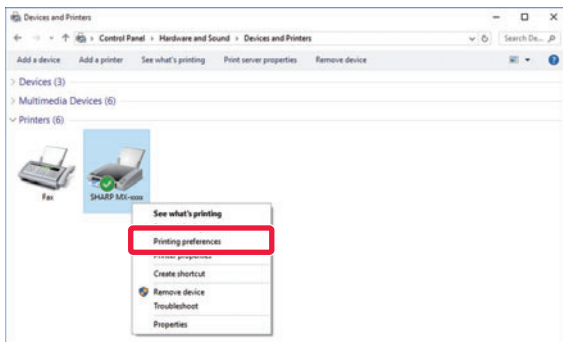 Devices and Printers
Control Panel › Hardware and Sound › Devices and Printers
Search De...
Add a device Add a printer See what's printing Print server properties Remove device
Devices (3)
Multimedia Devices (6)
Printers (6)
Fax
SHARP MX-xxxx
See what's printing
Printing preferences
Printer properties
Create shortcut
Remove device
Troubleshoot
Properties